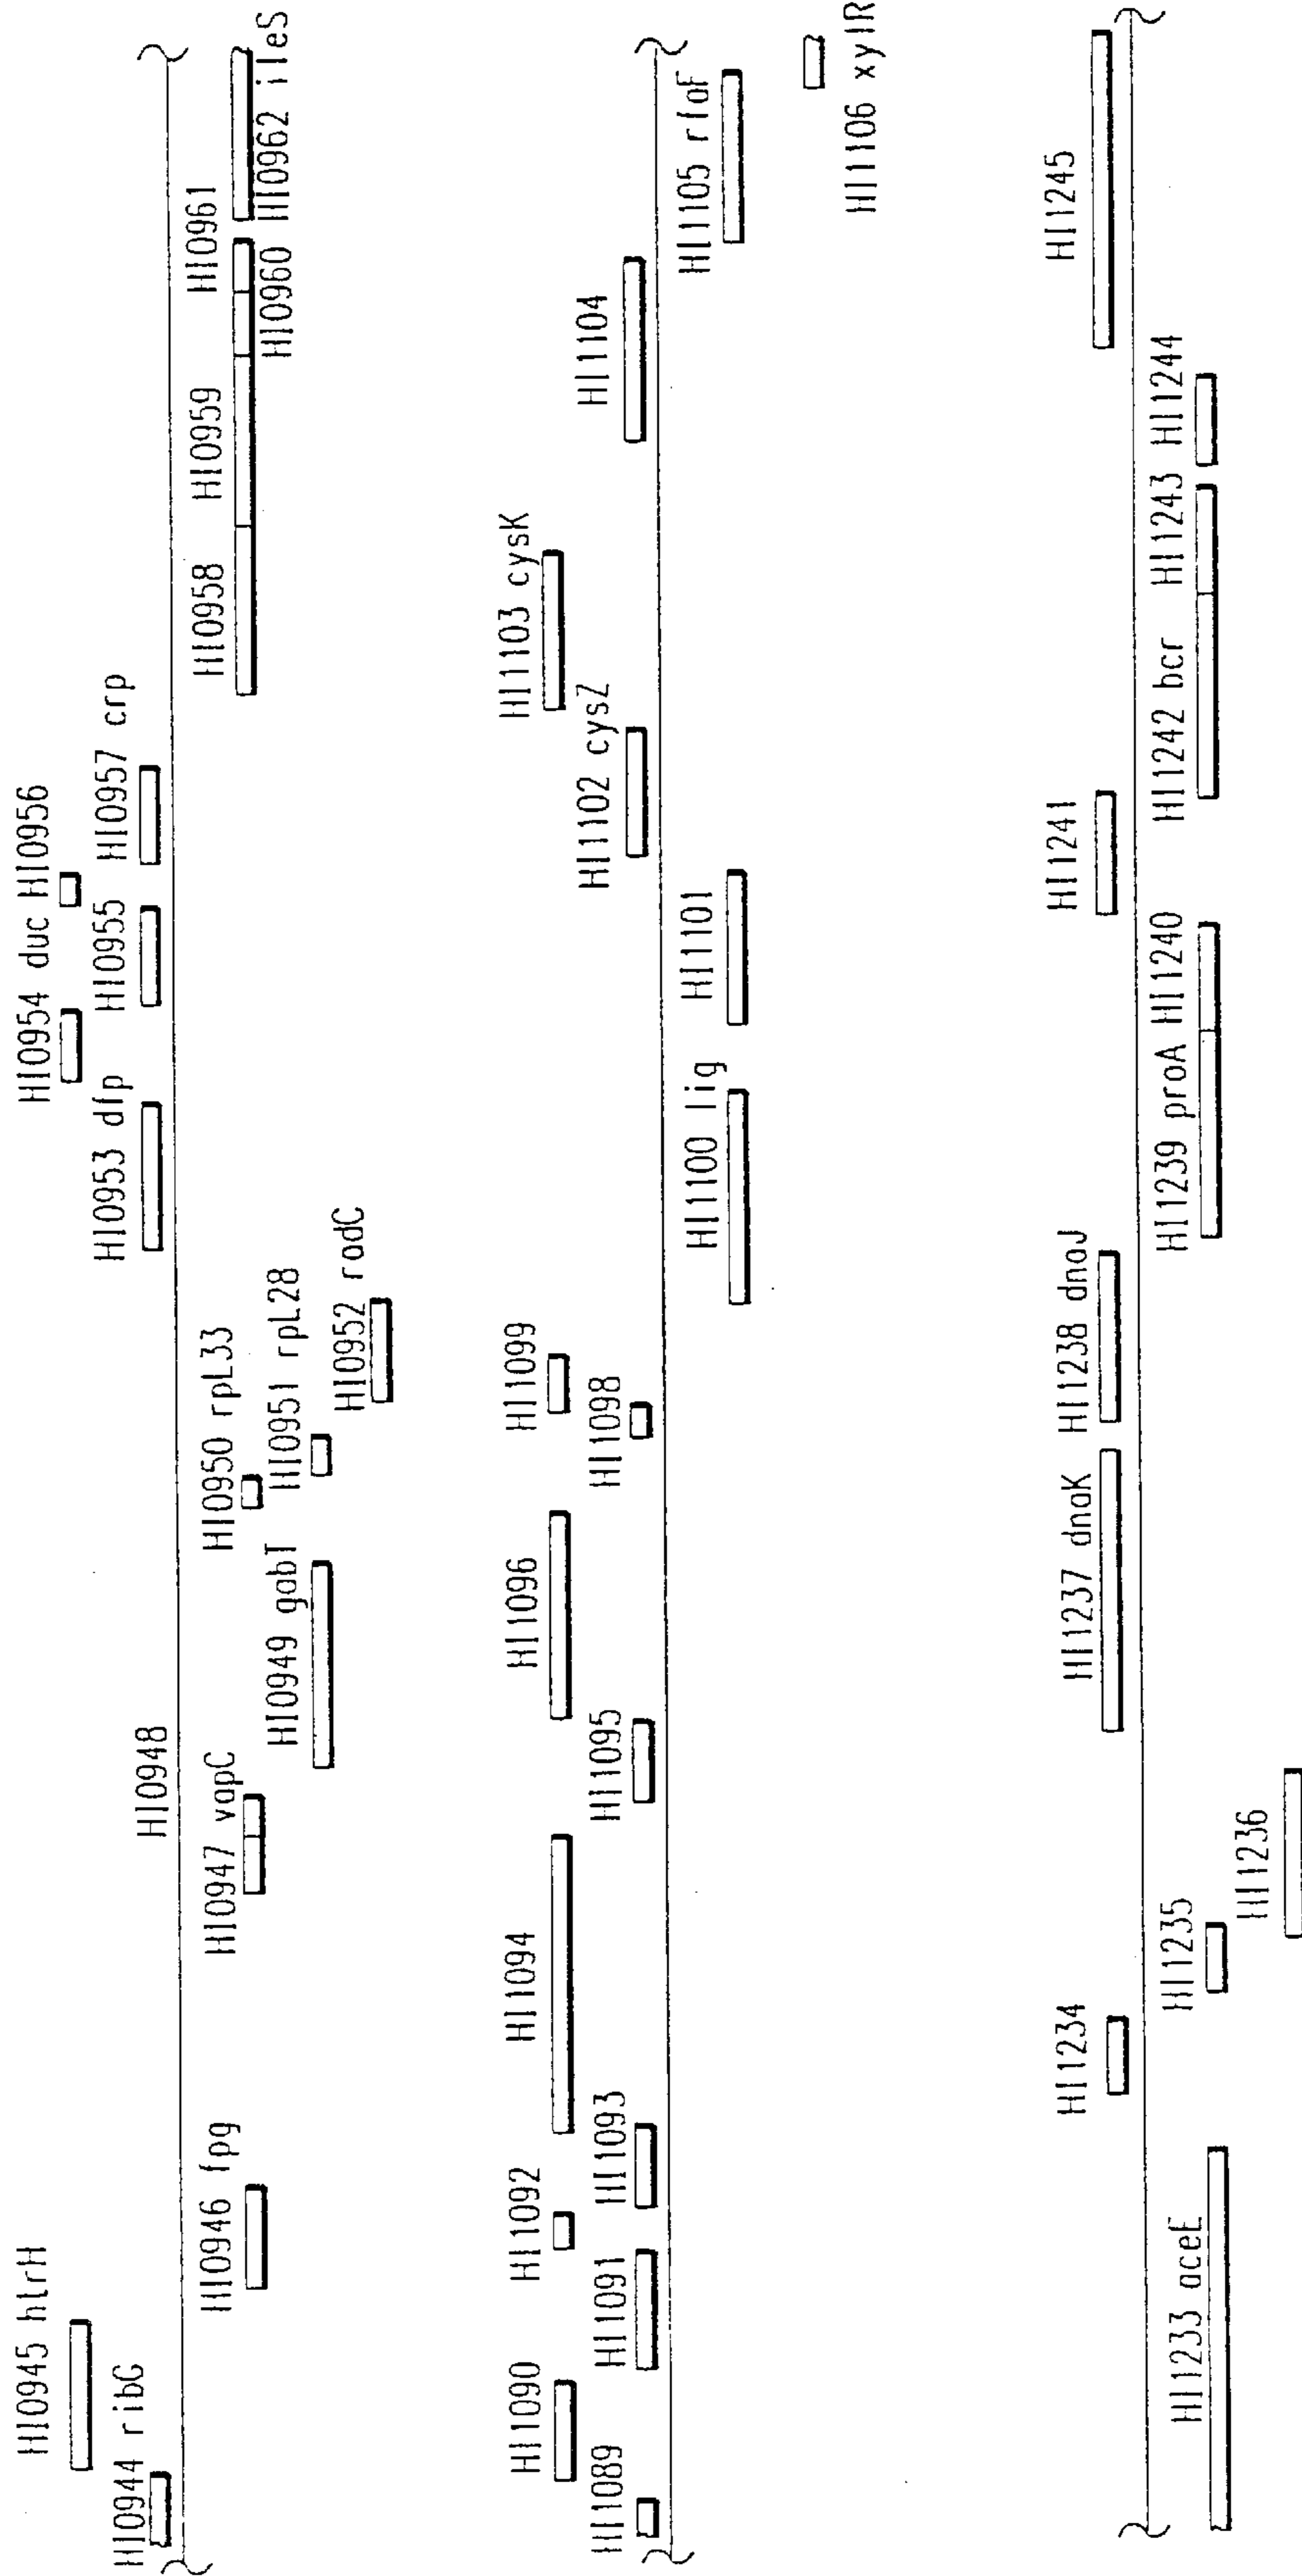 HI0945 htrH
HI0944 ribG
HI0946 fpg
HI0948
HI0947 vapC
HI0949 gabT
HI0950 rpL33
HI0951 rpL28
HI0952 radC
HI0954 duc HI0956
HI0953 dfp
HI0955
HI0957 crp
HI0958
HI0959
HI0961
HI0960
HI0962 ileS
HI1090
HI1089
HI1092
HI1091
HI1093
HI1094
HI1095
HI1096
HI1099
HI1098
HI1100 lig
HI1101
HI1103 cysK
HI1102 cysZ
HI1104
HI1105 rfaF
HI1106 xylR
HI1233 aceE
HI1234
HI1235
HI1236
HI1237 dnaK
HI1238 dnaJ
HI1239 proA HI1240
HI1241
HI1242 bcr HI1243 HI1244
HI1245